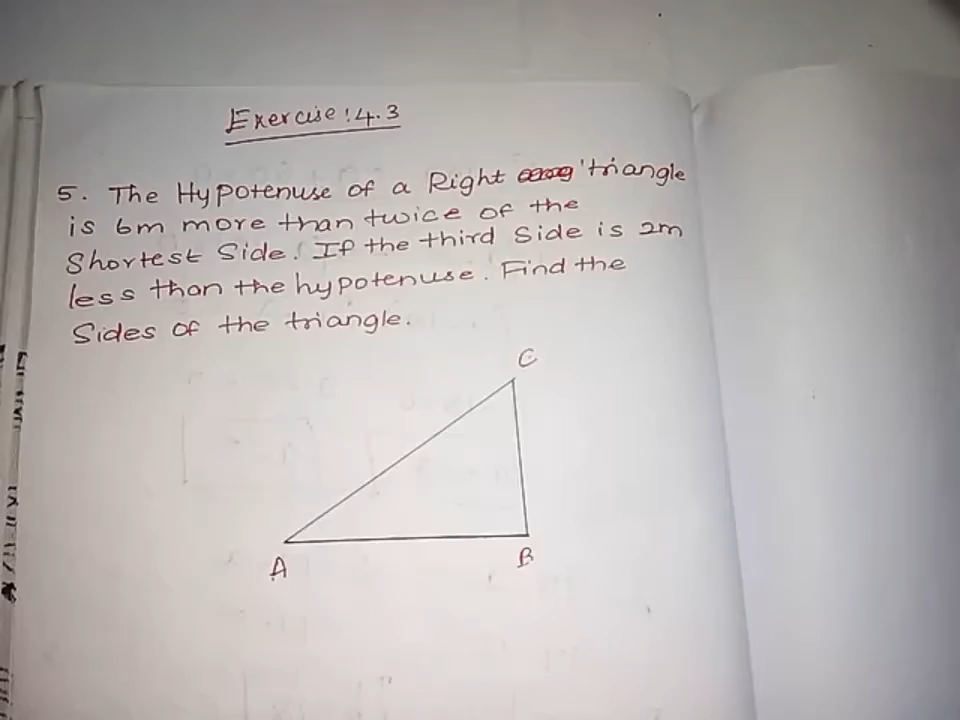 Exercise: 4.3
5. The Hypotenuse of a Right triangle
is 6m more than twice of the
Shortest Side. If the third side is 2m
less than the hypotenuse. Find the
Sides of the triangle.
C
A
B